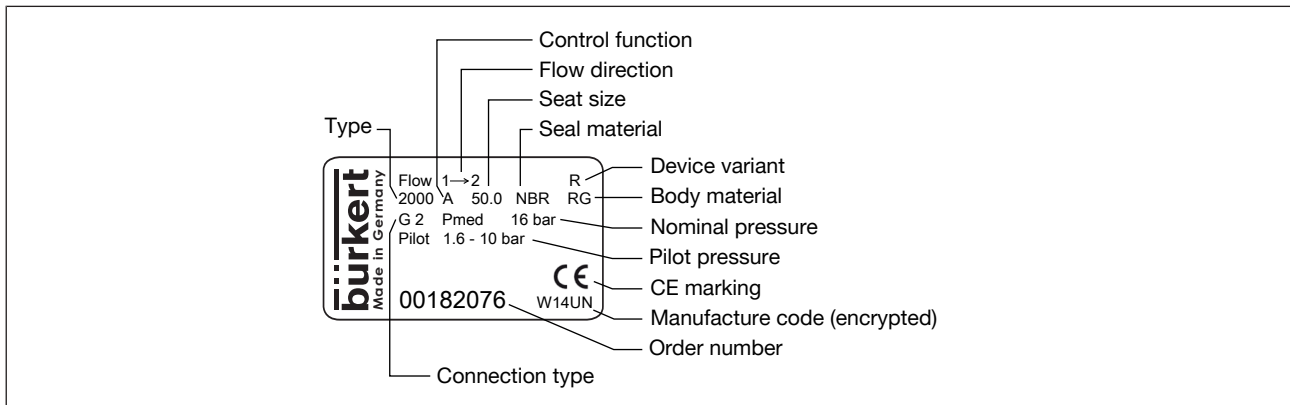 Control function
Flow direction
Seat size
Type
Seal material
Device variant
Body material
Nominal pressure
Pilot pressure
CE marking
Manufacture code (encrypted)
Order number
Connection type
bürkert
Made in Germany
Flow 1→2 R
2000 A 50.0 NBR RG
G 2 Pmed 16 bar
Pilot 1.6 - 10 bar
CE
00182076 W14UN